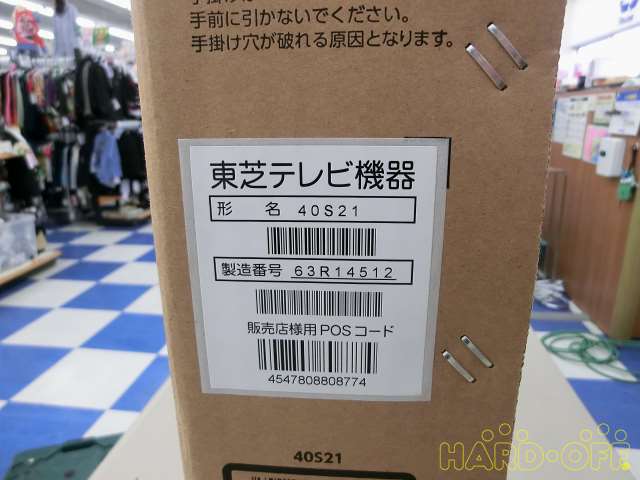 手前に引かないでください。
手掛け穴が破れる原因となります。
東芝テレビ機器
形 名 40S21
製造番号 63R14512
販売店様用POSコード
4547808808774
40S21
HARD・OFF